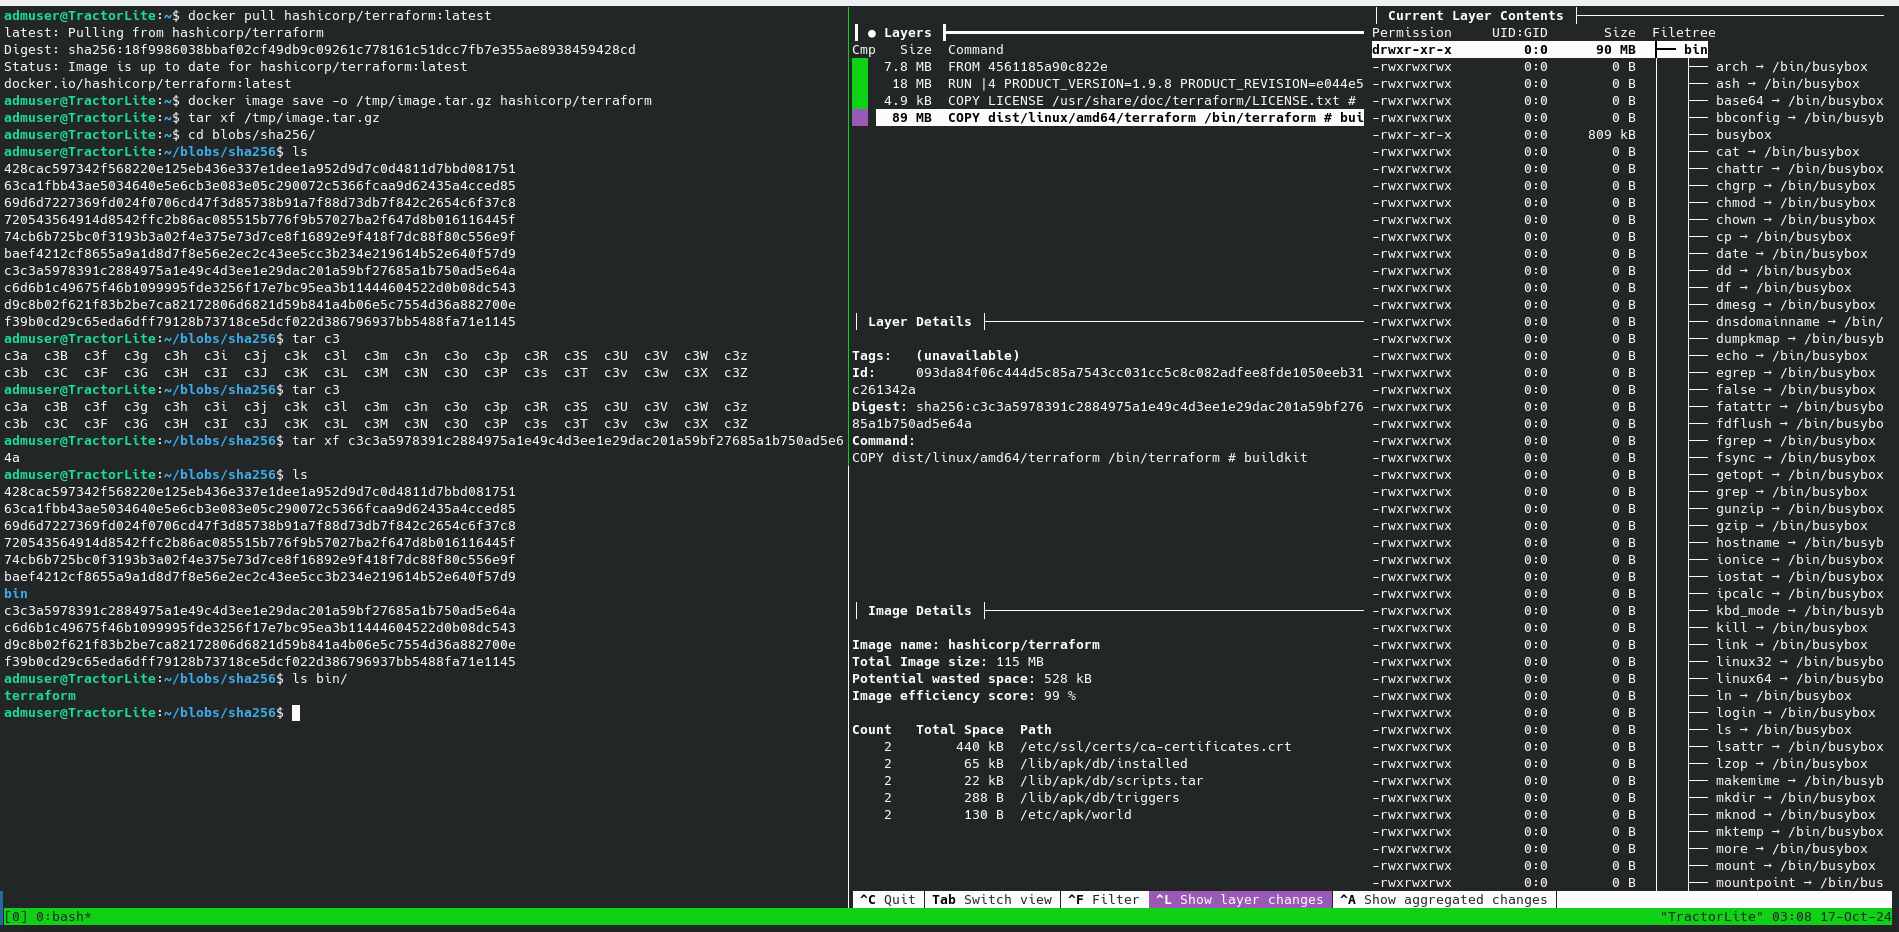 admuser@TractorLite:~$ docker pull hashicorp/terraform:latest
latest: Pulling from hashicorp/terraform
Digest: sha256:18f9986038bbaf02cf49db9c09261c778161c51dcc7fb7e355ae8938459428cd
Status: Image is up to date for hashicorp/terraform:latest
docker.io/hashicorp/terraform:latest
admuser@TractorLite:~$ docker image save -o /tmp/image.tar.gz hashicorp/terraform
admuser@TractorLite:~$ tar xf /tmp/image.tar.gz
admuser@TractorLite:~$ cd blobs/sha256/
admuser@TractorLite:~/blobs/sha256$ ls
428cac597342f568220e125eb436e337e1dee1a952d9d7c0d4811d7bbd081751
63ca1fbb43ae5034640e5e6cb3e083e05c290072c5366fcaa9d62435a4cced85
69d6d7227369fd024f0706cd47f3d85738b91a7f88d73db7f842c2654c6f37c8
720543564914d8542ffc2b86ac085515b776f9b57027ba2f647d8b016116445f
74cb6b725bc0f3193b3a02f4e375e73d7ce8f16892e9f418f7dc88f80c556e9f
baef4212cf8655a9a1d8d7f8e56e2ec2c43ee5cc3b234e219614b52e640f57d9
c3c3a5978391c2884975a1e49c4d3ee1e29dac201a59bf27685a1b750ad5e64a
c6d6b1c49675f46b1099995fde3256f17e7bc95ea3b11444604522d0b08dc543
d9c8b02f621f83b2be7ca82172806d6821d59b841a4b06e5c7554d36a882700e
f39b0cd29c65eda6dff79128b73718ce5dcf022d386796937bb5488fa71e1145
admuser@TractorLite:~/blobs/sha256$ tar c3
c3a c3B c3f c3g c3h c3i c3j c3k c3l c3m c3n c3o c3p c3R c3S c3U c3V c3W c3z
c3b c3C c3F c3G c3H c3I c3J c3K c3L c3M c3N c3O c3P c3s c3T c3v c3w c3X c3Z
admuser@TractorLite:~/blobs/sha256$ tar c3
c3a c3B c3f c3g c3h c3i c3j c3k c3l c3m c3n c3o c3p c3R c3S c3U c3V c3W c3z
c3b c3C c3F c3G c3H c3I c3J c3K c3L c3M c3N c3O c3P c3s c3T c3v c3w c3X c3Z
admuser@TractorLite:~/blobs/sha256$ tar xf c3c3a5978391c2884975a1e49c4d3ee1e29dac201a59bf27685a1b750ad5e6
4a
admuser@TractorLite:~/blobs/sha256$ ls
428cac597342f568220e125eb436e337e1dee1a952d9d7c0d4811d7bbd081751
63ca1fbb43ae5034640e5e6cb3e083e05c290072c5366fcaa9d62435a4cced85
69d6d7227369fd024f0706cd47f3d85738b91a7f88d73db7f842c2654c6f37c8
720543564914d8542ffc2b86ac085515b776f9b57027ba2f647d8b016116445f
74cb6b725bc0f3193b3a02f4e375e73d7ce8f16892e9f418f7dc88f80c556e9f
baef4212cf8655a9a1d8d7f8e56e2ec2c43ee5cc3b234e219614b52e640f57d9
bin
c3c3a5978391c2884975a1e49c4d3ee1e29dac201a59bf27685a1b750ad5e64a
c6d6b1c49675f46b1099995fde3256f17e7bc95ea3b11444604522d0b08dc543
d9c8b02f621f83b2be7ca82172806d6821d59b841a4b06e5c7554d36a882700e
f39b0cd29c65eda6dff79128b73718ce5dcf022d386796937bb5488fa71e1145
admuser@TractorLite:~/blobs/sha256$ ls bin/
terraform
admuser@TractorLite:~/blobs/sha256$
● Layers
Cmp Size Command
7.8 MB FROM 4561185a90c822e
18 MB RUN |4 PRODUCT_VERSION=1.9.8 PRODUCT_REVISION=e044e5
4.9 kB COPY LICENSE /usr/share/doc/terraform/LICENSE.txt #
89 MB COPY dist/linux/amd64/terraform /bin/terraform # bui
Layer Details
Tags: (unavailable)
Id: 093da84f06c444d5c85a7543cc031cc5c8c082adfee8fde1050eeb31
c261342a
Digest: sha256:c3c3a5978391c2884975a1e49c4d3ee1e29dac201a59bf276
85a1b750ad5e64a
Command:
COPY dist/linux/amd64/terraform /bin/terraform # buildkit
Image Details
Image name: hashicorp/terraform
Total Image size: 115 MB
Potential wasted space: 528 kB
Image efficiency score: 99 %
Count Total Space Path
2 440 kB /etc/ssl/certs/ca-certificates.crt
2 65 kB /lib/apk/db/installed
2 22 kB /lib/apk/db/scripts.tar
2 288 B /lib/apk/db/triggers
2 130 B /etc/apk/world
Current Layer Contents
Permission UID:GID Size Filetree
drwxr-xr-x 0:0 90 MB bin
-rwxrwxrwx 0:0 0 B arch → /bin/busybox
-rwxrwxrwx 0:0 0 B ash → /bin/busybox
-rwxrwxrwx 0:0 0 B base64 → /bin/busybox
-rwxrwxrwx 0:0 0 B bbconfig → /bin/busyb
-rwxr-xr-x 0:0 809 kB busybox
-rwxrwxrwx 0:0 0 B cat → /bin/busybox
-rwxrwxrwx 0:0 0 B chattr → /bin/busybox
-rwxrwxrwx 0:0 0 B chgrp → /bin/busybox
-rwxrwxrwx 0:0 0 B chmod → /bin/busybox
-rwxrwxrwx 0:0 0 B chown → /bin/busybox
-rwxrwxrwx 0:0 0 B cp → /bin/busybox
-rwxrwxrwx 0:0 0 B date → /bin/busybox
-rwxrwxrwx 0:0 0 B dd → /bin/busybox
-rwxrwxrwx 0:0 0 B df → /bin/busybox
-rwxrwxrwx 0:0 0 B dmesg → /bin/busybox
-rwxrwxrwx 0:0 0 B dnsdomainname → /bin/
-rwxrwxrwx 0:0 0 B dumpkmap → /bin/busyb
-rwxrwxrwx 0:0 0 B echo → /bin/busybox
-rwxrwxrwx 0:0 0 B egrep → /bin/busybox
-rwxrwxrwx 0:0 0 B false → /bin/busybox
-rwxrwxrwx 0:0 0 B fatattr → /bin/busybo
-rwxrwxrwx 0:0 0 B fdflush → /bin/busybo
-rwxrwxrwx 0:0 0 B fgrep → /bin/busybox
-rwxrwxrwx 0:0 0 B fsync → /bin/busybox
-rwxrwxrwx 0:0 0 B getopt → /bin/busybox
-rwxrwxrwx 0:0 0 B grep → /bin/busybox
-rwxrwxrwx 0:0 0 B gunzip → /bin/busybox
-rwxrwxrwx 0:0 0 B gzip → /bin/busybox
-rwxrwxrwx 0:0 0 B hostname → /bin/busyb
-rwxrwxrwx 0:0 0 B ionice → /bin/busybox
-rwxrwxrwx 0:0 0 B iostat → /bin/busybox
-rwxrwxrwx 0:0 0 B ipcalc → /bin/busybox
-rwxrwxrwx 0:0 0 B kbd_mode → /bin/busyb
-rwxrwxrwx 0:0 0 B kill → /bin/busybox
-rwxrwxrwx 0:0 0 B link → /bin/busybox
-rwxrwxrwx 0:0 0 B linux32 → /bin/busybo
-rwxrwxrwx 0:0 0 B linux64 → /bin/busybo
-rwxrwxrwx 0:0 0 B ln → /bin/busybox
-rwxrwxrwx 0:0 0 B login → /bin/busybox
-rwxrwxrwx 0:0 0 B ls → /bin/busybox
-rwxrwxrwx 0:0 0 B lsattr → /bin/busybox
-rwxrwxrwx 0:0 0 B lzop → /bin/busybox
-rwxrwxrwx 0:0 0 B makemime → /bin/busyb
-rwxrwxrwx 0:0 0 B mkdir → /bin/busybox
-rwxrwxrwx 0:0 0 B mknod → /bin/busybox
-rwxrwxrwx 0:0 0 B mktemp → /bin/busybox
-rwxrwxrwx 0:0 0 B more → /bin/busybox
-rwxrwxrwx 0:0 0 B mount → /bin/busybox
-rwxrwxrwx 0:0 0 B mountpoint → /bin/bus
^C Quit Tab Switch view ^F Filter ^L Show layer changes ^A Show aggregated changes
[0] 0:bash* "TractorLite" 03:08 17-Oct-24